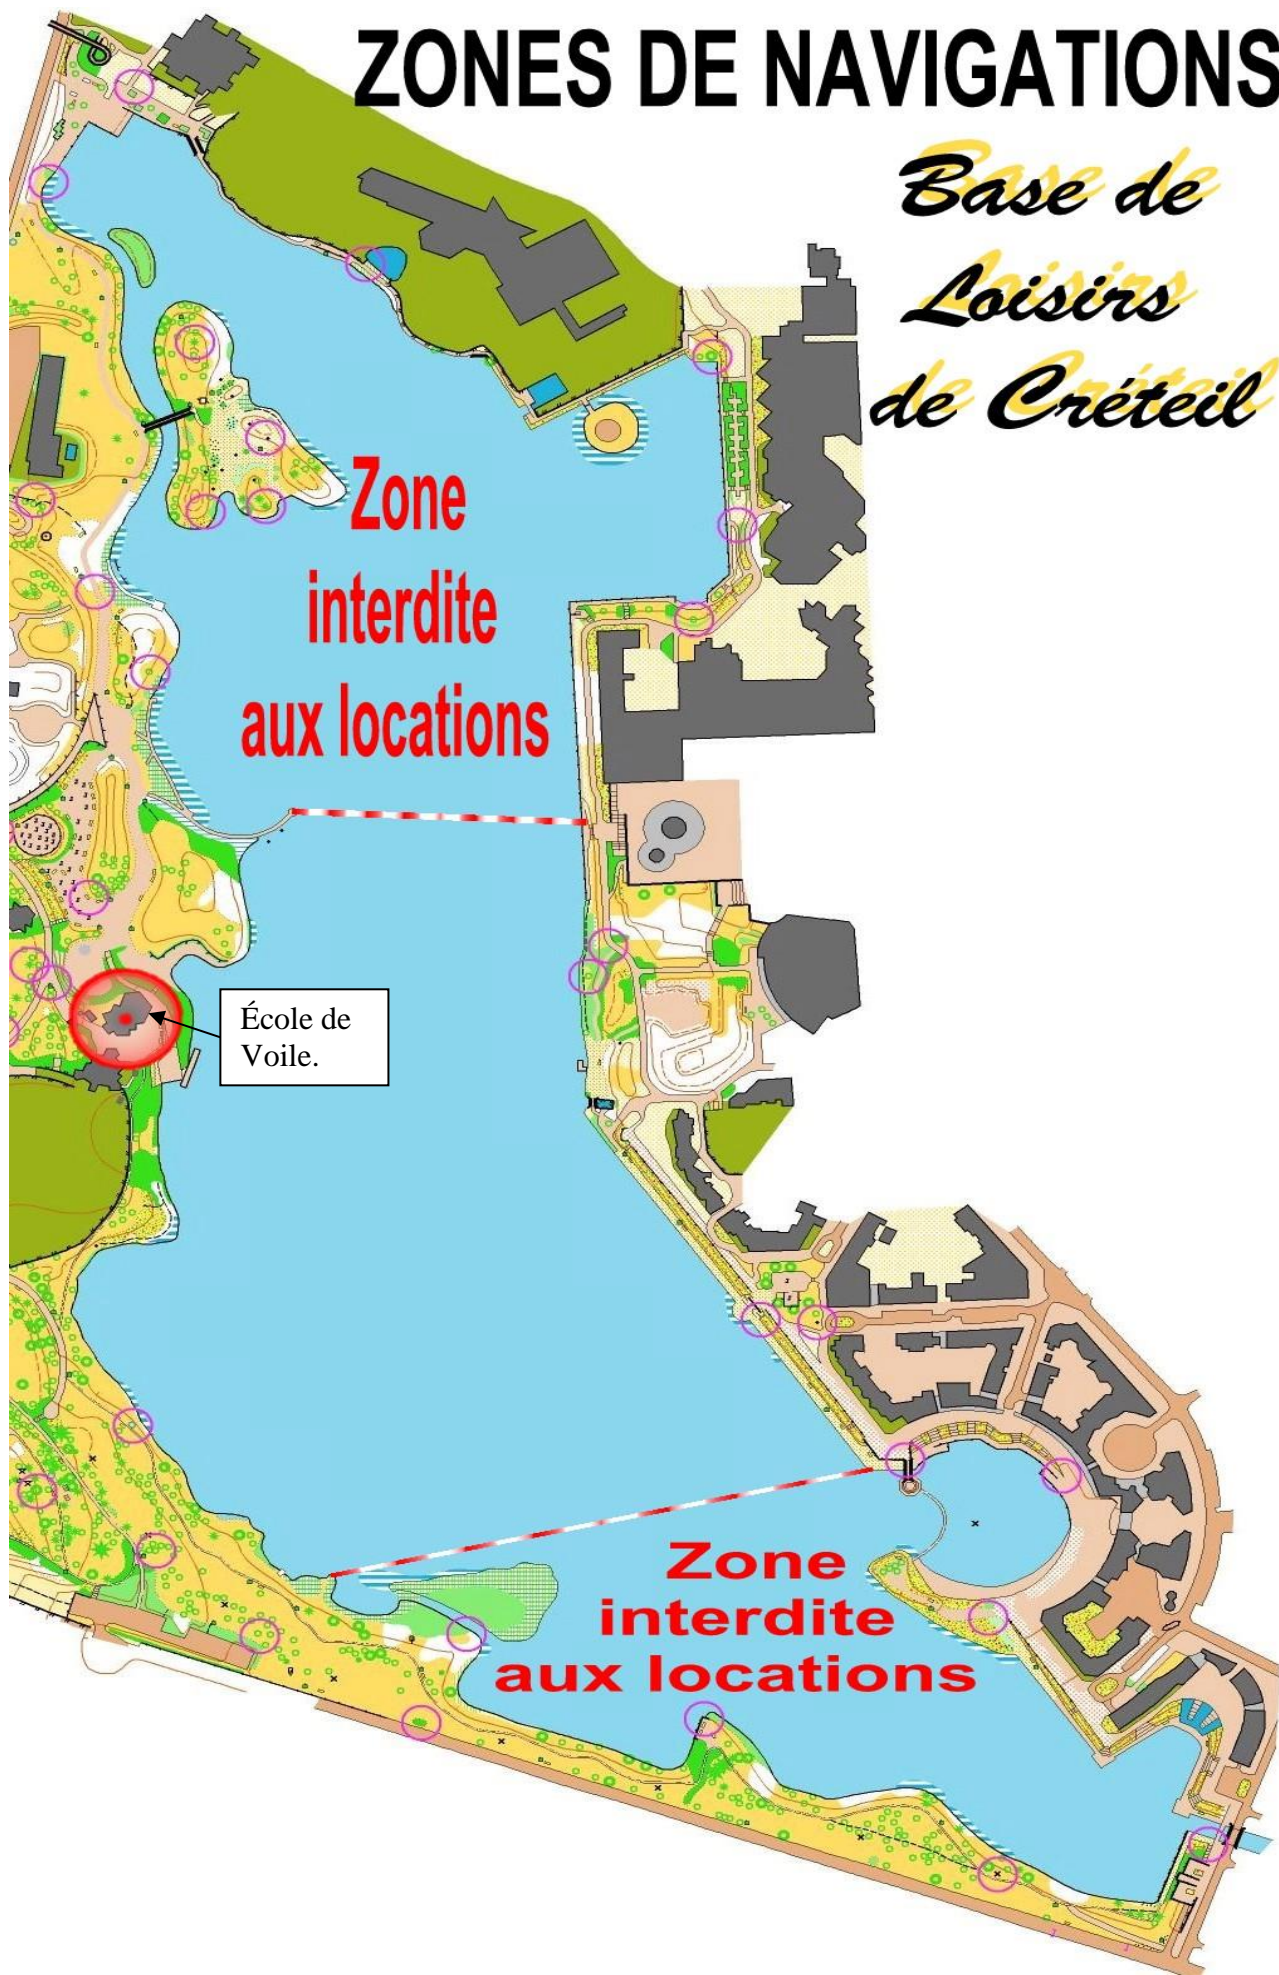 ZONES DE NAVIGATIONS
Base de
Loisirs
de Créteil
Zone
interdite
aux locations
École de
Voile.
Zone
interdite
aux locations